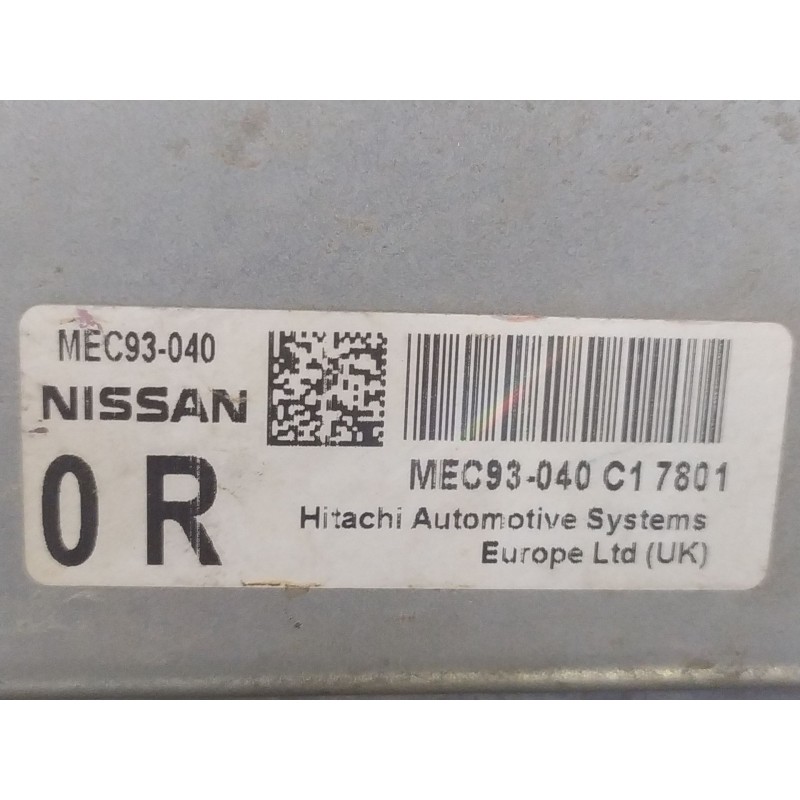 MEC93-040
NISSAN
0 R
MEC93-040 C1 7801
Hitachi Automotive Systems
Europe Ltd (UK)